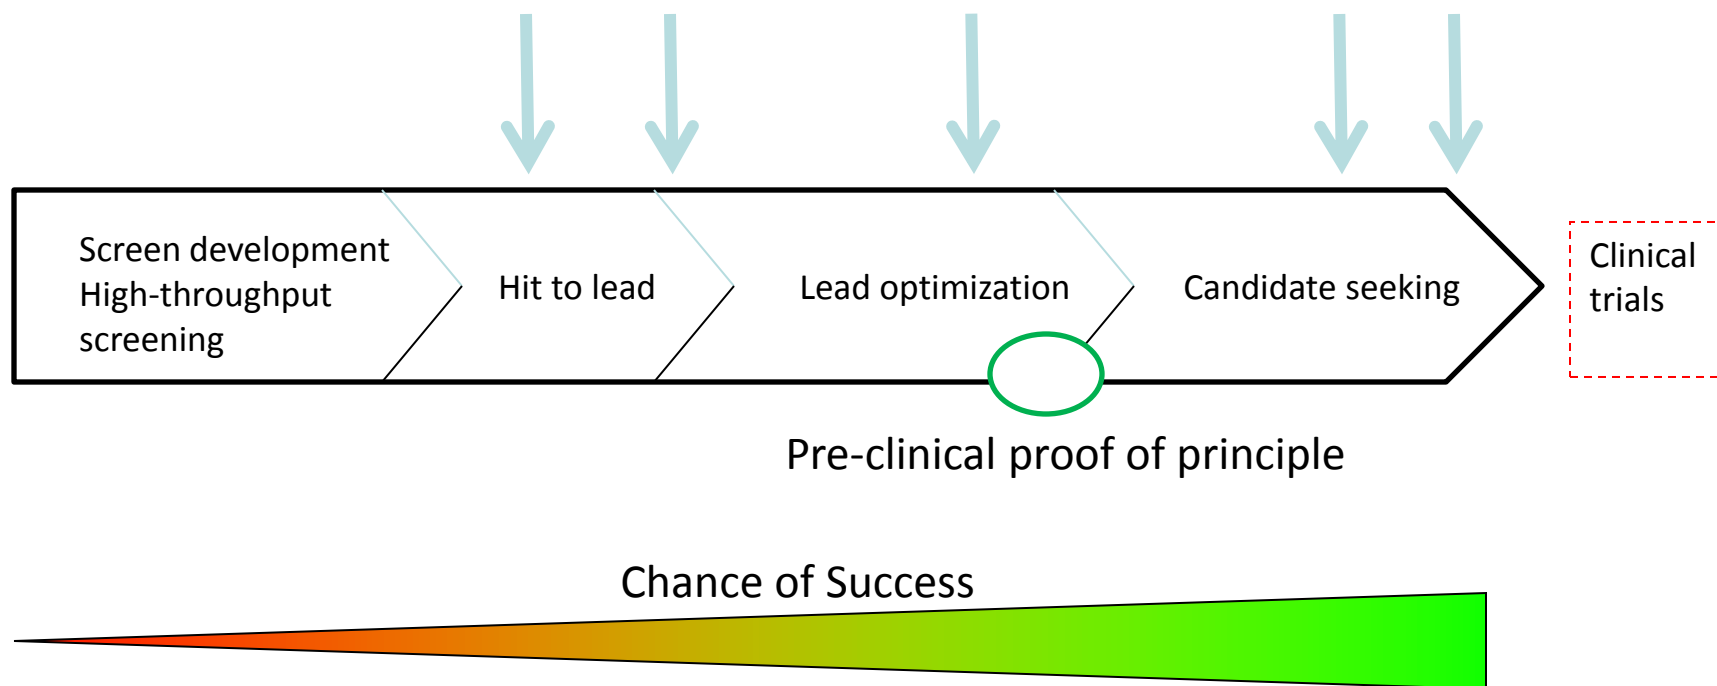 Screen development
High-throughput
screening
Hit to lead
Lead optimization
Candidate seeking
Clinical
trials
Pre-clinical proof of principle
Chance of Success